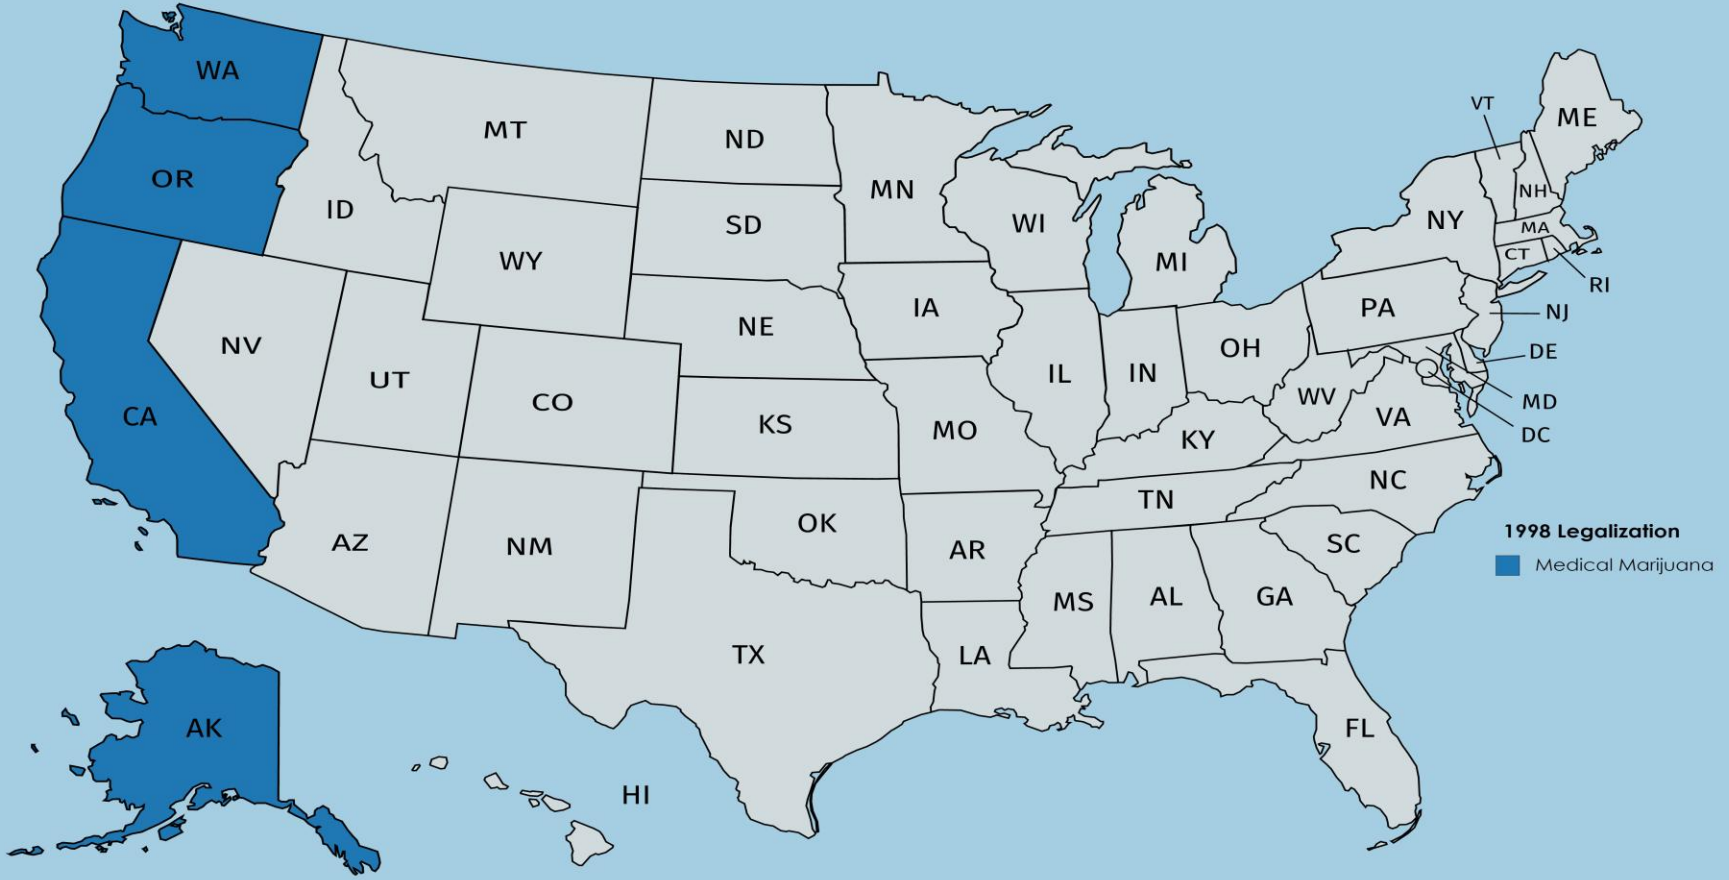 WA
MT
ND
MN
VT
ME
OR
ID
SD
WI
NY
NH
MA
CT
RI
WY
MI
IA
PA
NJ
NE
NV
OH
DE
UT
IL
IN
MD
CO
WV
CA
KS
MO
VA
DC
KY
NC
TN
AZ
NM
OK
AR
SC
1998 Legalization
Medical Marijuana
MS
AL
GA
TX
LA
AK
FL
HI